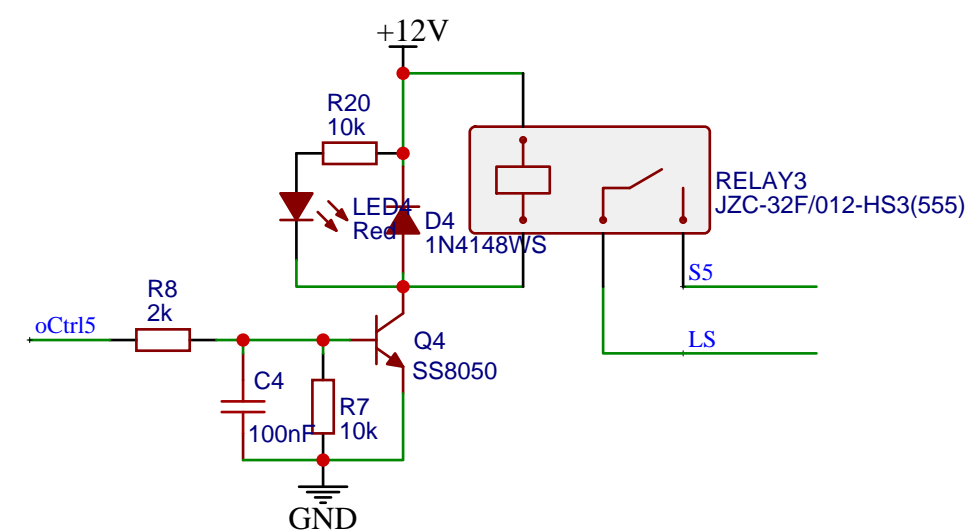 +12V
R20
10k
LED4
Red
D4
1N4148WS
RELAY3
JZC-32F/012-HS3(555)
S5
LS
R8
2k
oCtrl5
Q4
SS8050
C4
100nF
R7
10k
GND